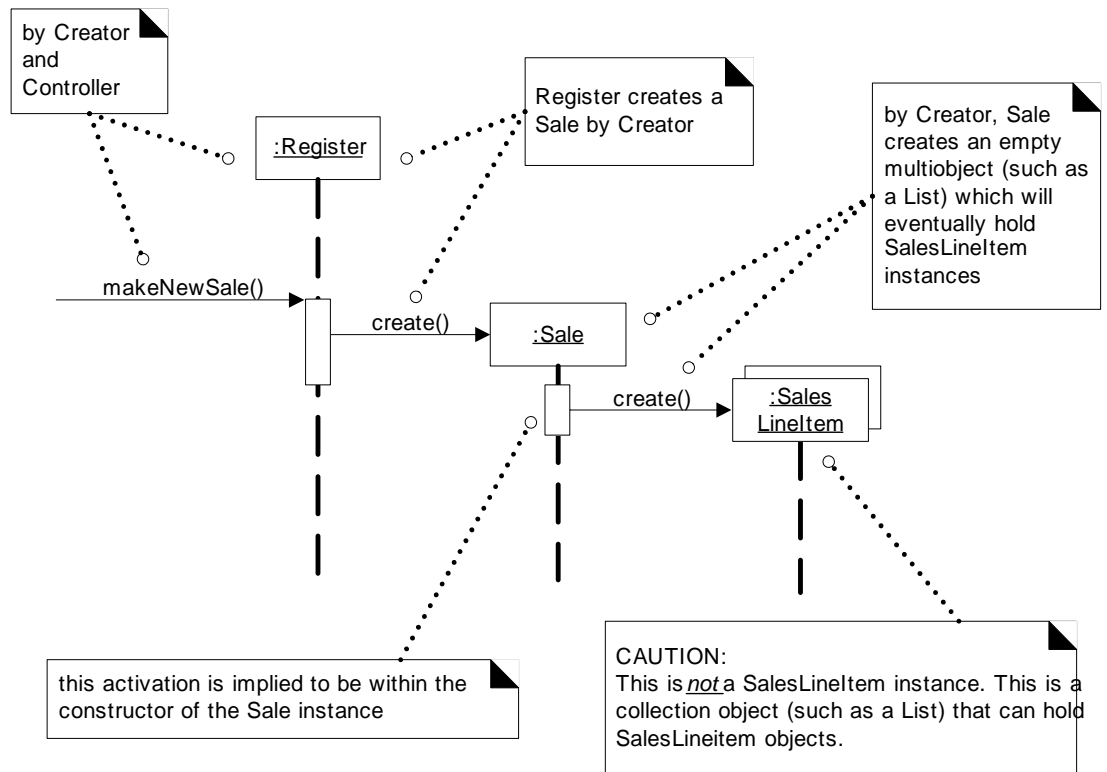 by Creator
and
Controller
Register creates a
Sale by Creator
by Creator, Sale
creates an empty
multiobject (such as
a List) which will
eventually hold
SalesLineItem
instances
:Register
makeNewSale()
create()
:Sale
create()
:Sales
LineItem
this activation is implied to be within the
constructor of the Sale instance
CAUTION:
This is not a SalesLineItem instance. This is a
collection object (such as a List) that can hold
SalesLineitem objects.